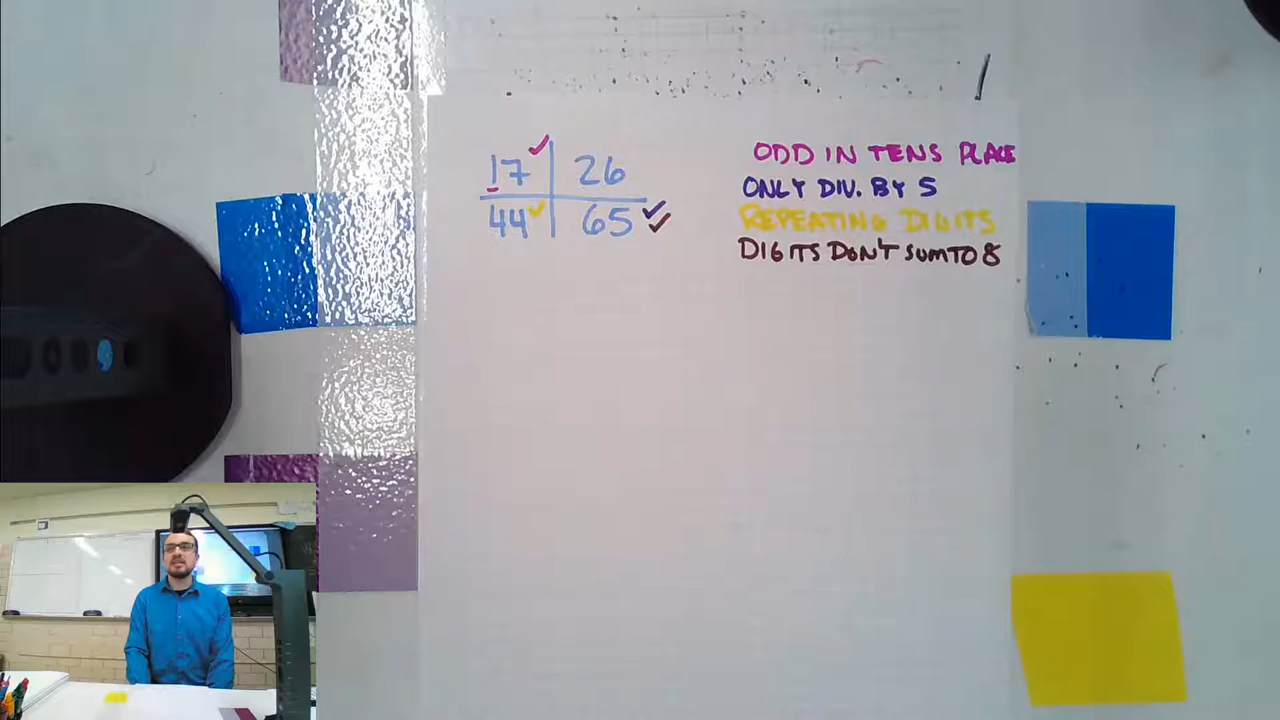 17 26
44 65
ODD IN TENS PLACE
ONLY DIV. BY 5
REPEATING DIGITS
DIGITS DON'T SUM TO 8